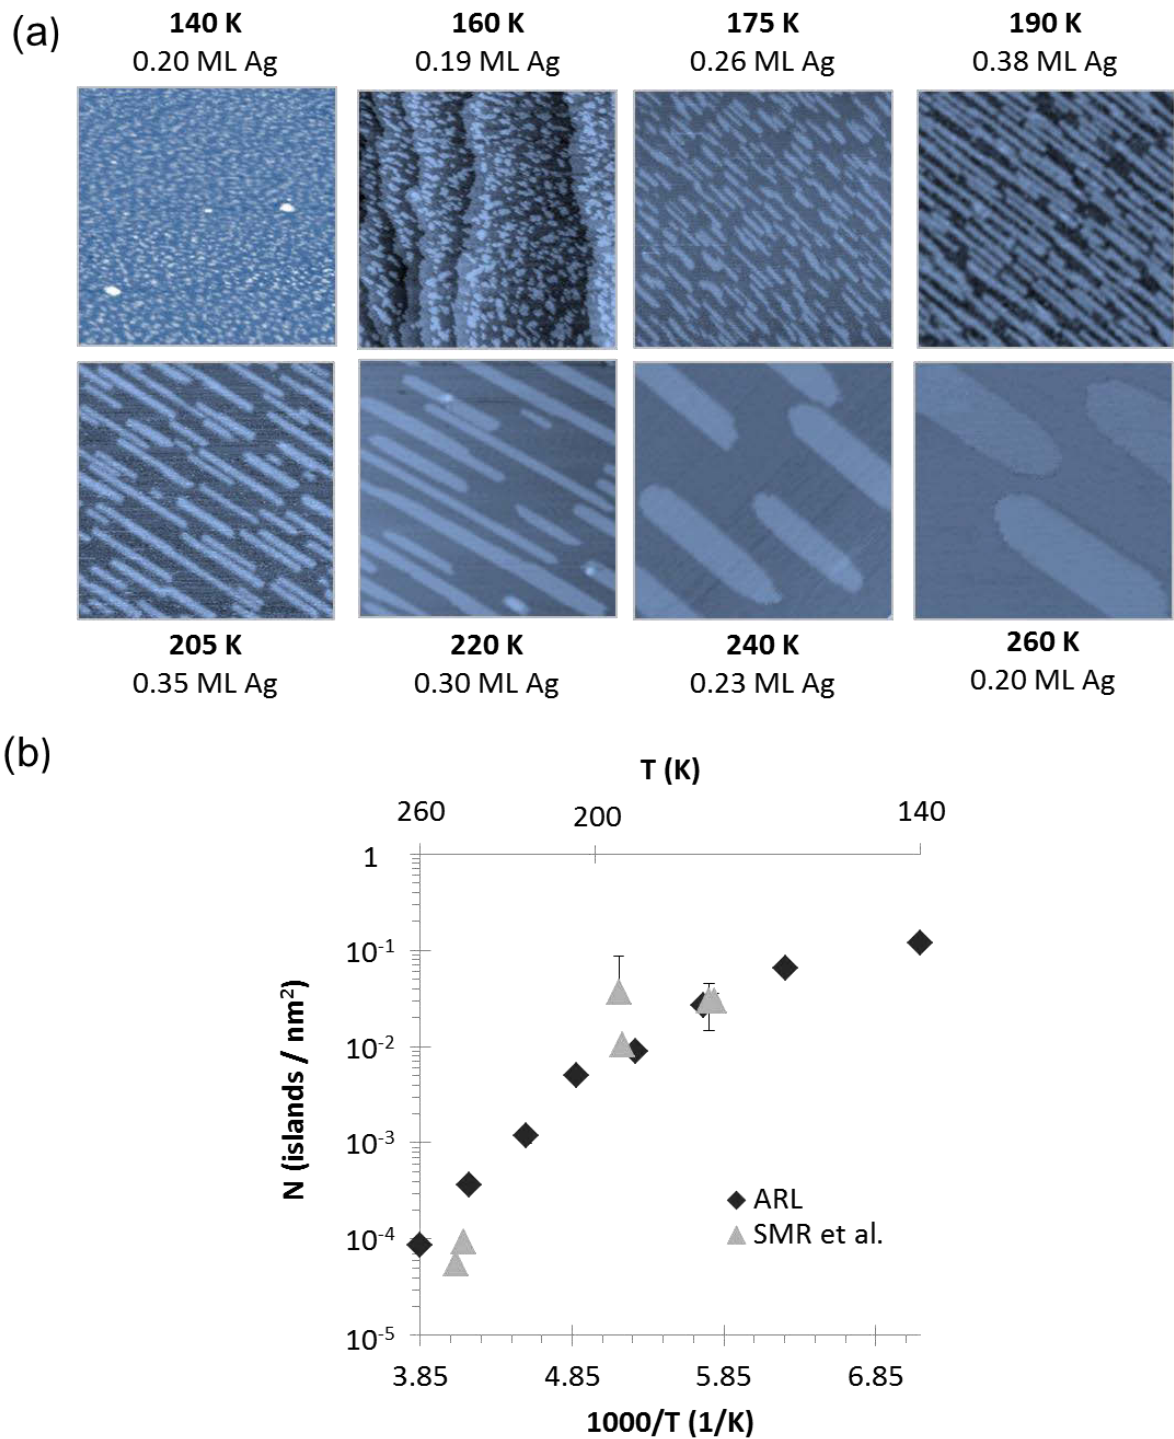 (a)
140 K 160 K 175 K 190 K
0.20 ML Ag 0.19 ML Ag 0.26 ML Ag 0.38 ML Ag
205 K 220 K 240 K 260 K
0.35 ML Ag 0.30 ML Ag 0.23 ML Ag 0.20 ML Ag
(b)
T (K)
260 200 140
1
10⁻¹
10⁻²
10⁻³
10⁻⁴
10⁻⁵
N (islands / nm²)
ARL
SMR et al.
3.85 4.85 5.85 6.85
1000/T (1/K)